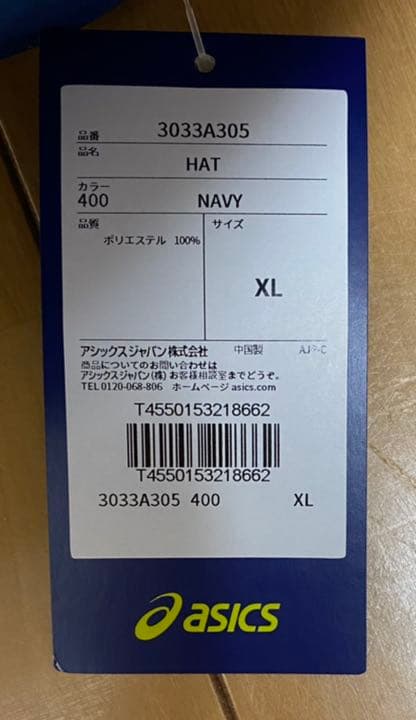 品番 3033A305
品名
HAT
カラー
400 NAVY
品質 サイズ
ポリエステル 100%
XL
アシックスジャパン株式会社 中国製 AJP-C
商品についてのお問い合わせは
アシックスジャパン(株)お客様相談室までどうぞ。
TEL 0120-068-806 ホームページ asics.com
T4550153218662
T4550153218662
3033A305 400 XL
asics